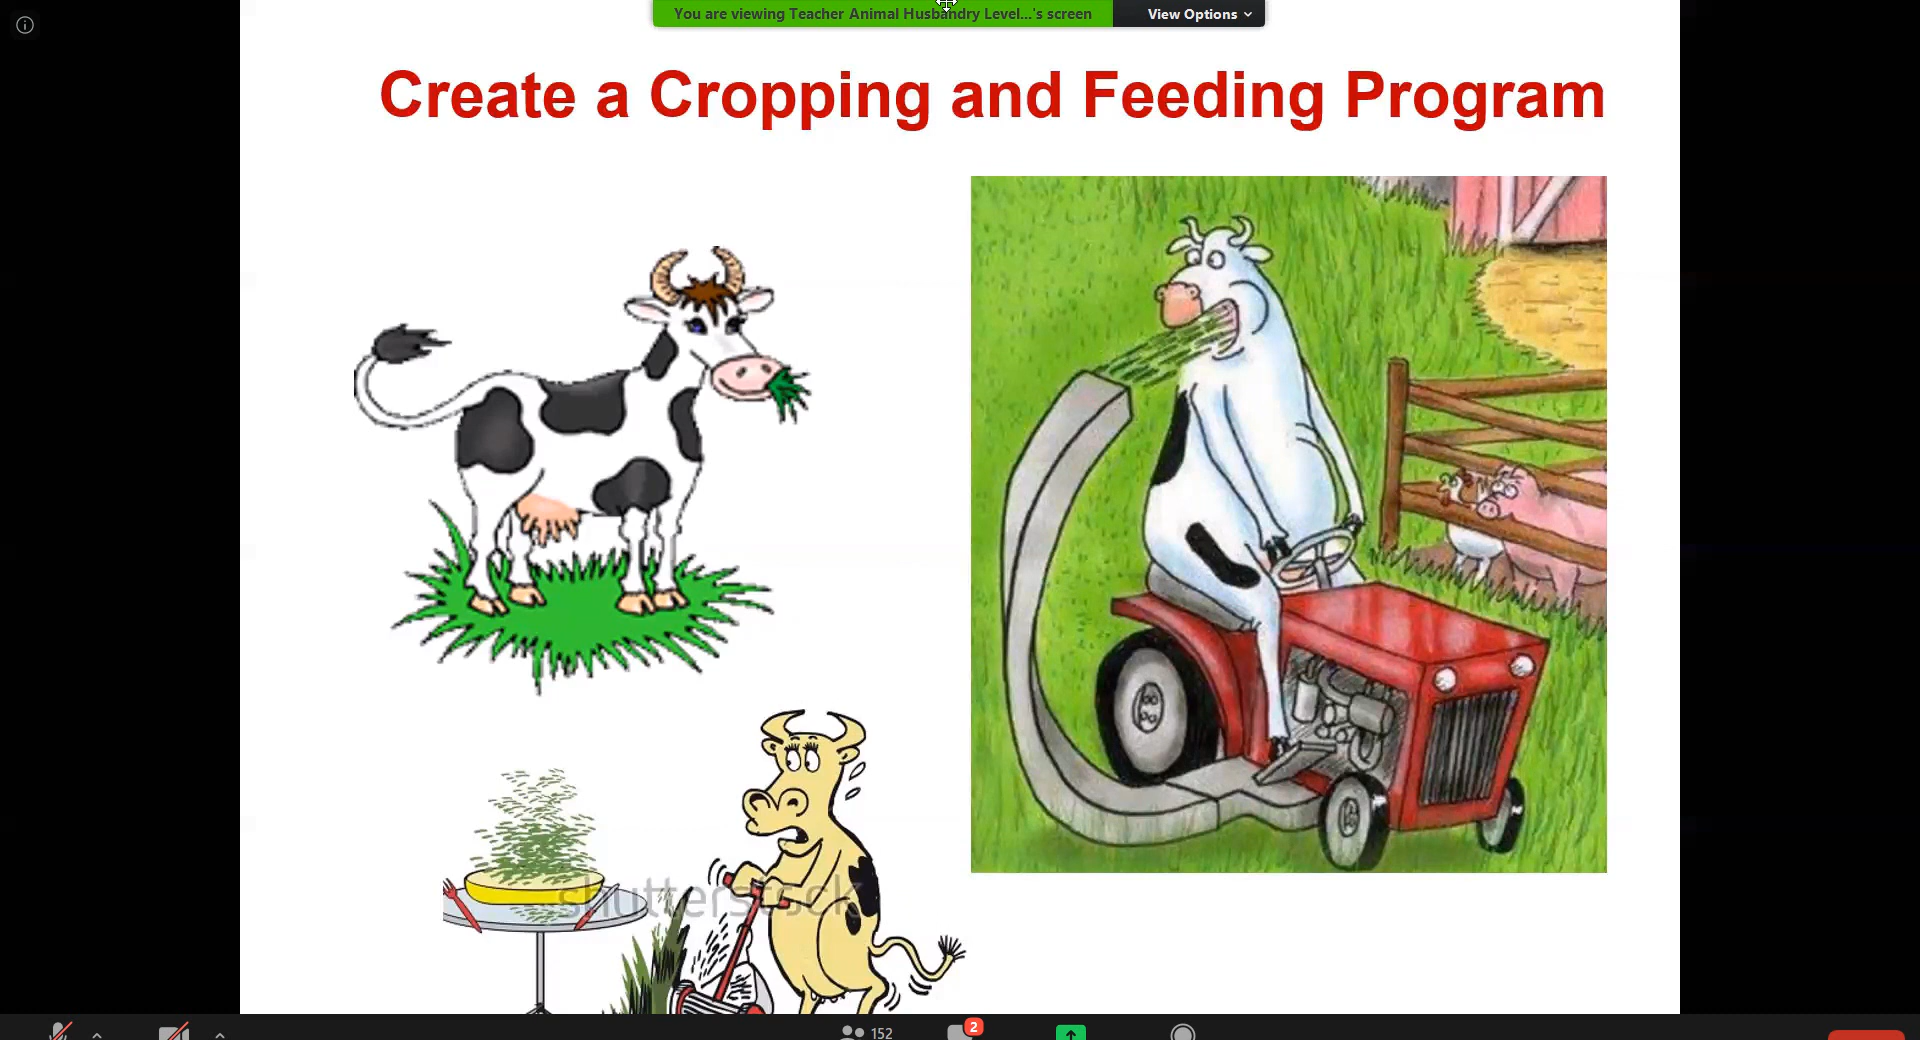 You are viewing Teacher Animal Husbandry Level...'s screen
View Options
Create a Cropping and Feeding Program
shutterstock
152
2